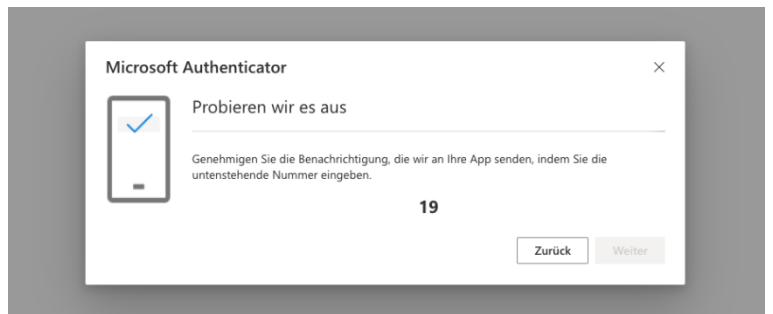 Microsoft Authenticator
Probieren wir es aus
Genehmigen Sie die Benachrichtigung, die wir an Ihre App senden, indem Sie die
untenstehende Nummer eingeben.
19
Zurück Weiter